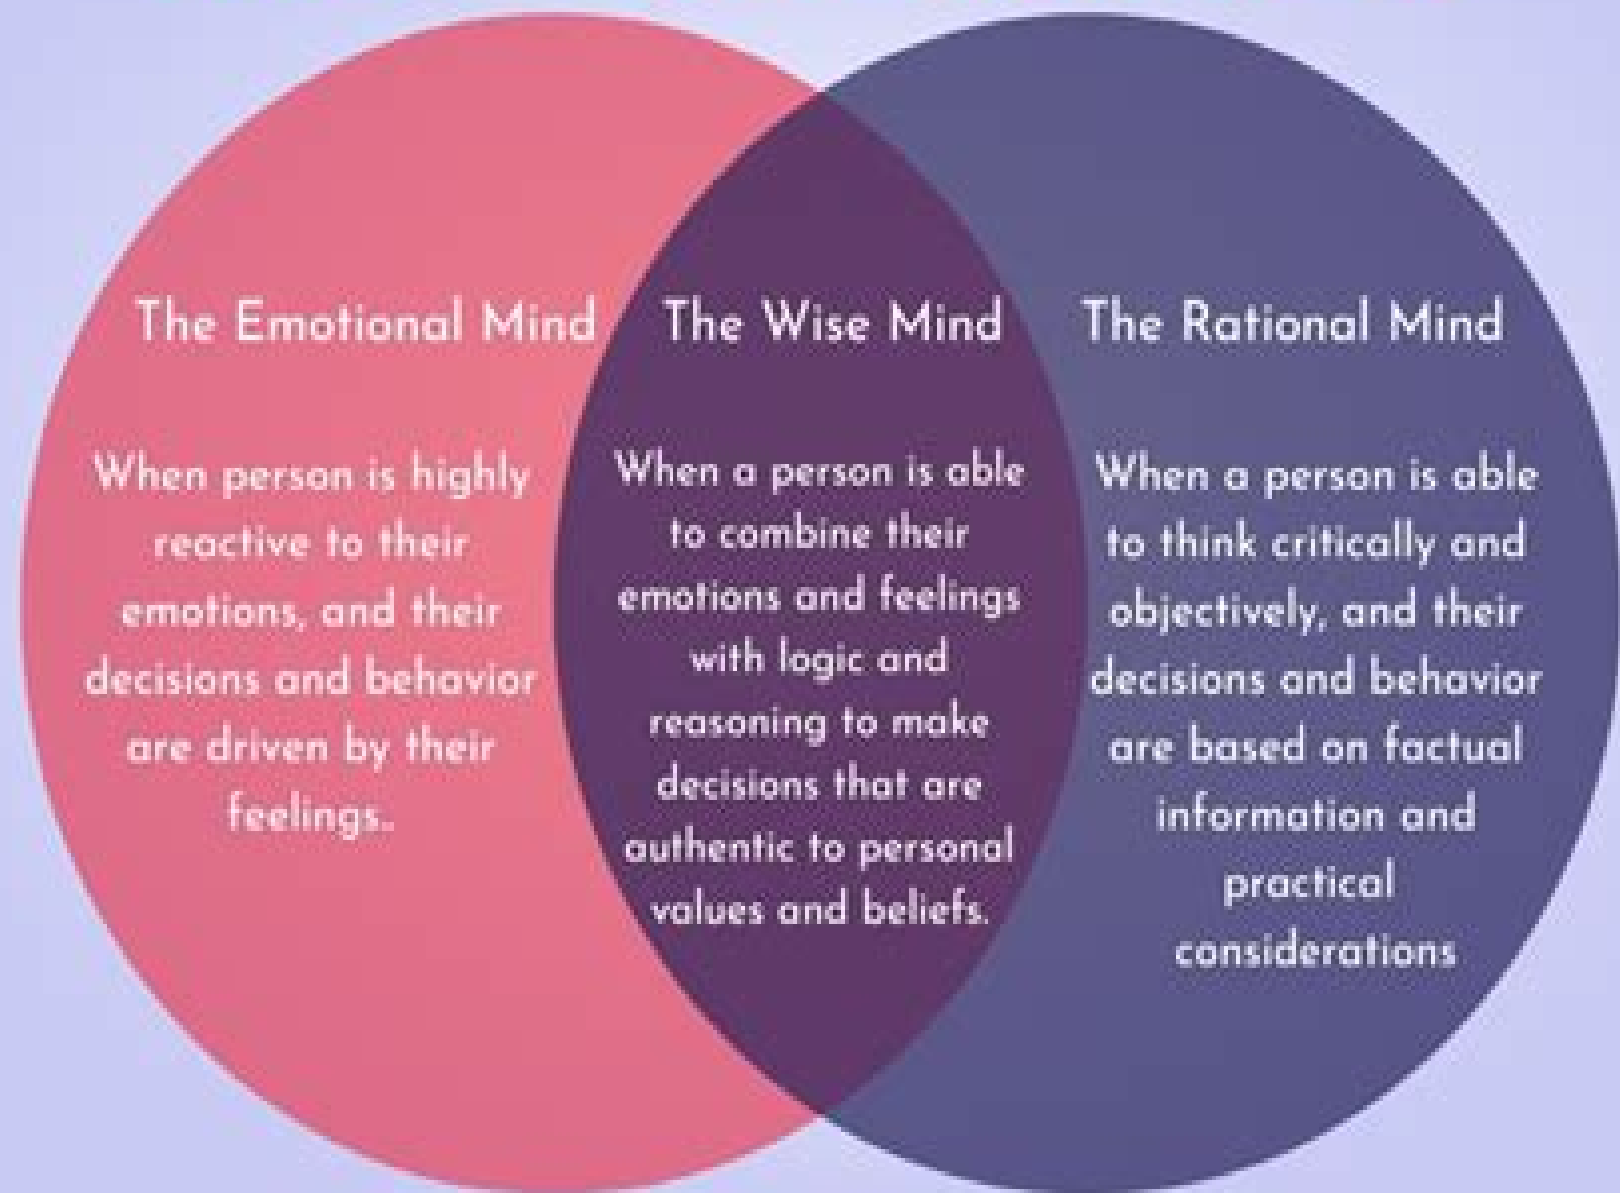 The Emotional Mind
When person is highly
reactive to their
emotions, and their
decisions and behavior
are driven by their
feelings..
The Wise Mind
When a person is able
to combine their
emotions and feelings
with logic and
reasoning to make
decisions that are
authentic to personal
values and beliefs.
The Rational Mind
When a person is able
to think critically and
objectively, and their
decisions and behavior
are based on factual
information and
practical
considerations